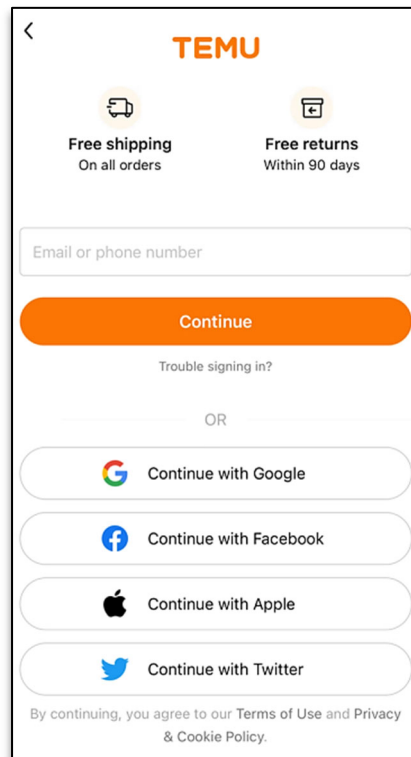 TEMU
Free shipping
On all orders
Free returns
Within 90 days
Email or phone number
Continue
Trouble signing in?
OR
Continue with Google
Continue with Facebook
Continue with Apple
Continue with Twitter
By continuing, you agree to our Terms of Use and Privacy
& Cookie Policy.